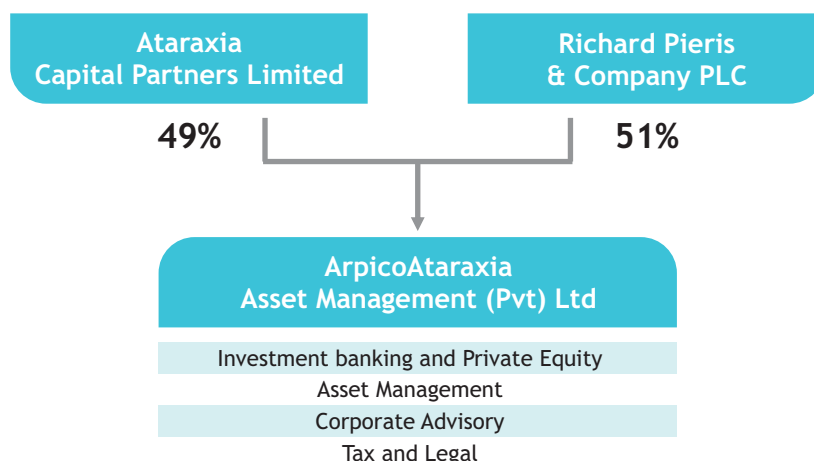 Ataraxia
Capital Partners Limited
Richard Pieris
& Company PLC
49%
51%
ArpicoAtaraxia
Asset Management (Pvt) Ltd
Investment banking and Private Equity
Asset Management
Corporate Advisory
Tax and Legal